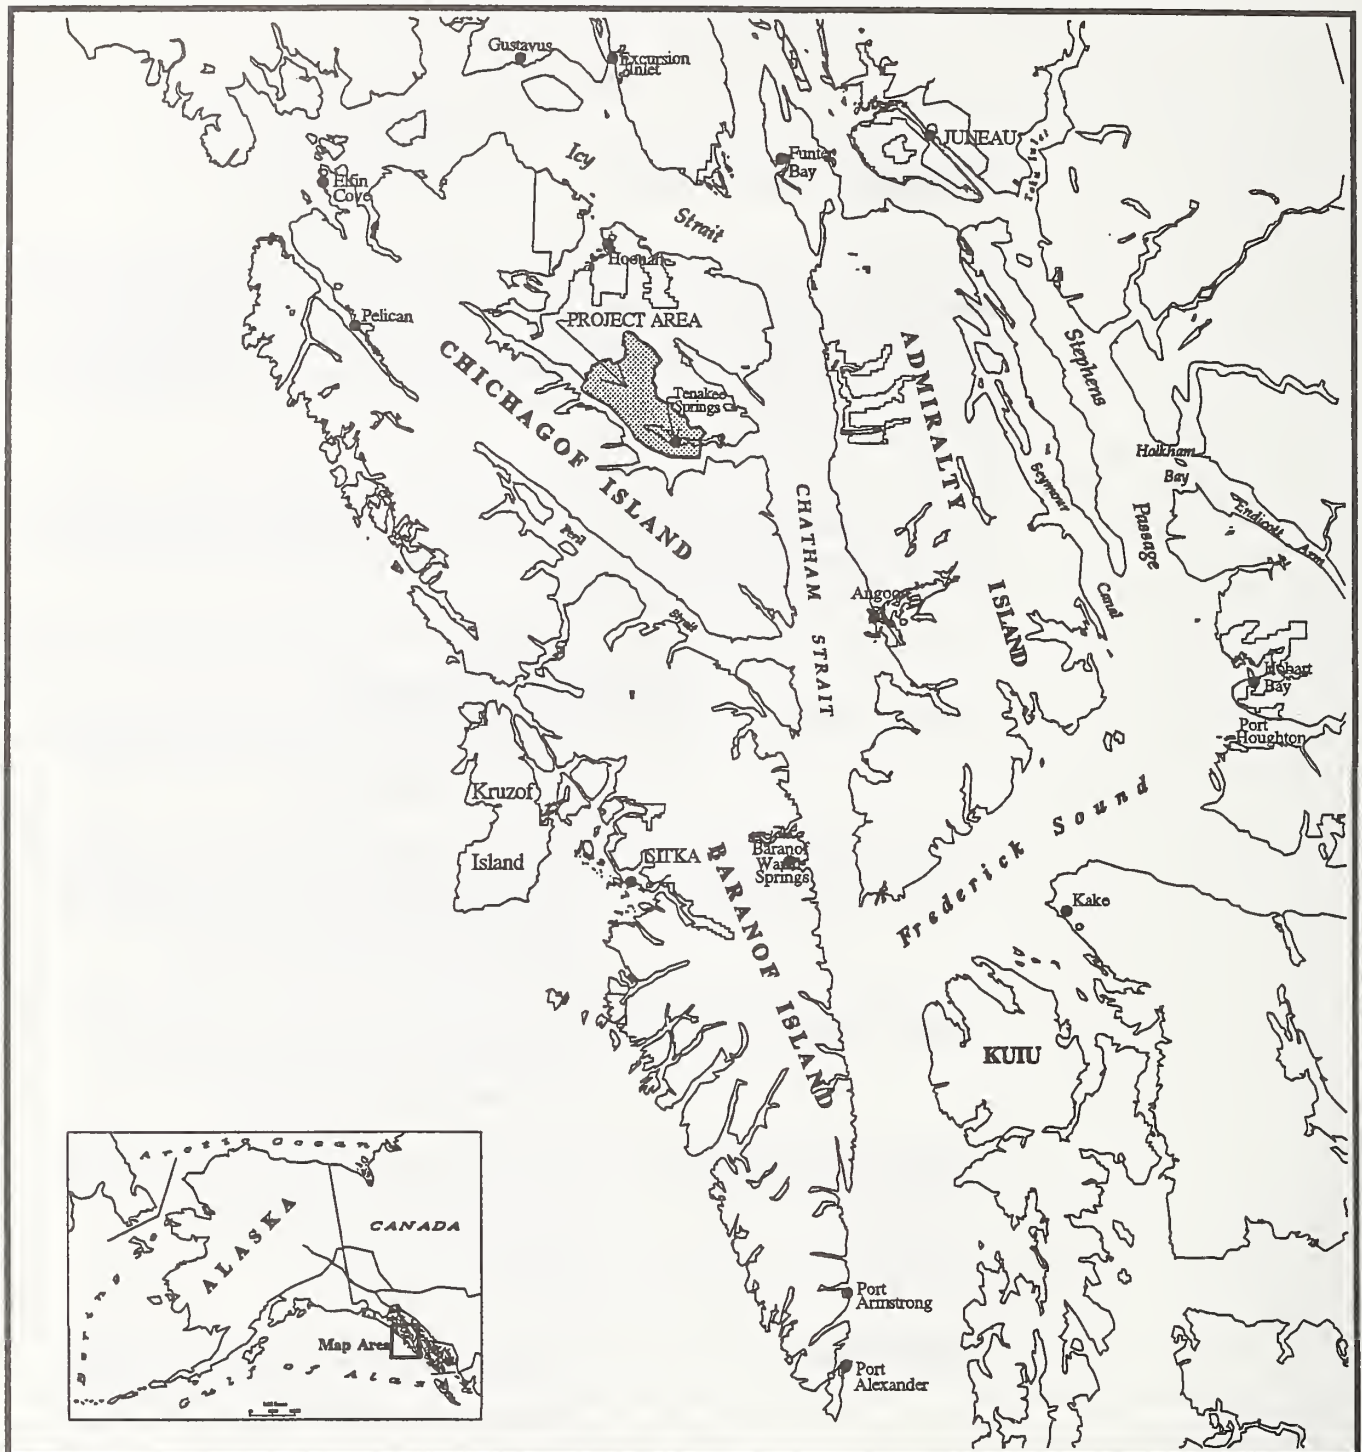 Gustavus
Excursion
Inlet
JUNEAU
Funter
Bay
Icy
Strait
Elfin
Cove
Taku Inlet
Hoonah
Pelican
PROJECT AREA
CHICHAGOF ISLAND
Tenakee
Springs
ADMIRALTY
ISLAND
Stephens
Passage
Holkham
Bay
Endicott Arm
Seymour
Canal
CHATHAM STRAIT
Peril
Strait
Angoon
Hobart
Bay
Port
Houghton
Kruzof
Island
SITKA
Baranof
Warm
Springs
BARANOF ISLAND
Frederick Sound
Kake
KUIU
Port
Armstrong
Port
Alexander
Arctic Ocean
ALASKA
CANADA
Map Area
Gulf of Alas